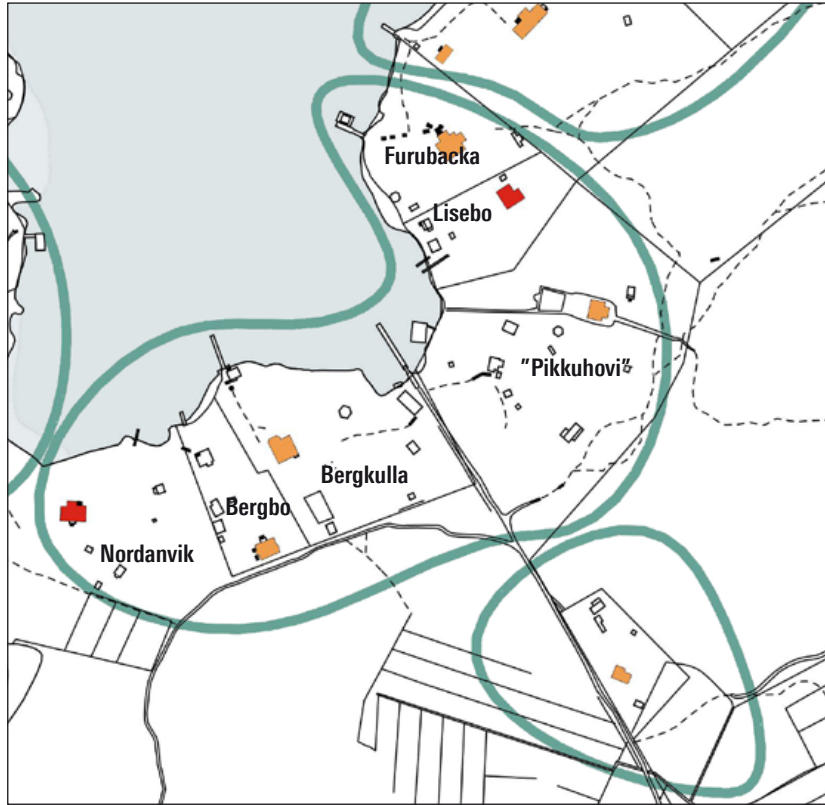 Furubacka
Lisebo
”Pikkuhovi”
Bergkulla
Bergbo
Nordanvik